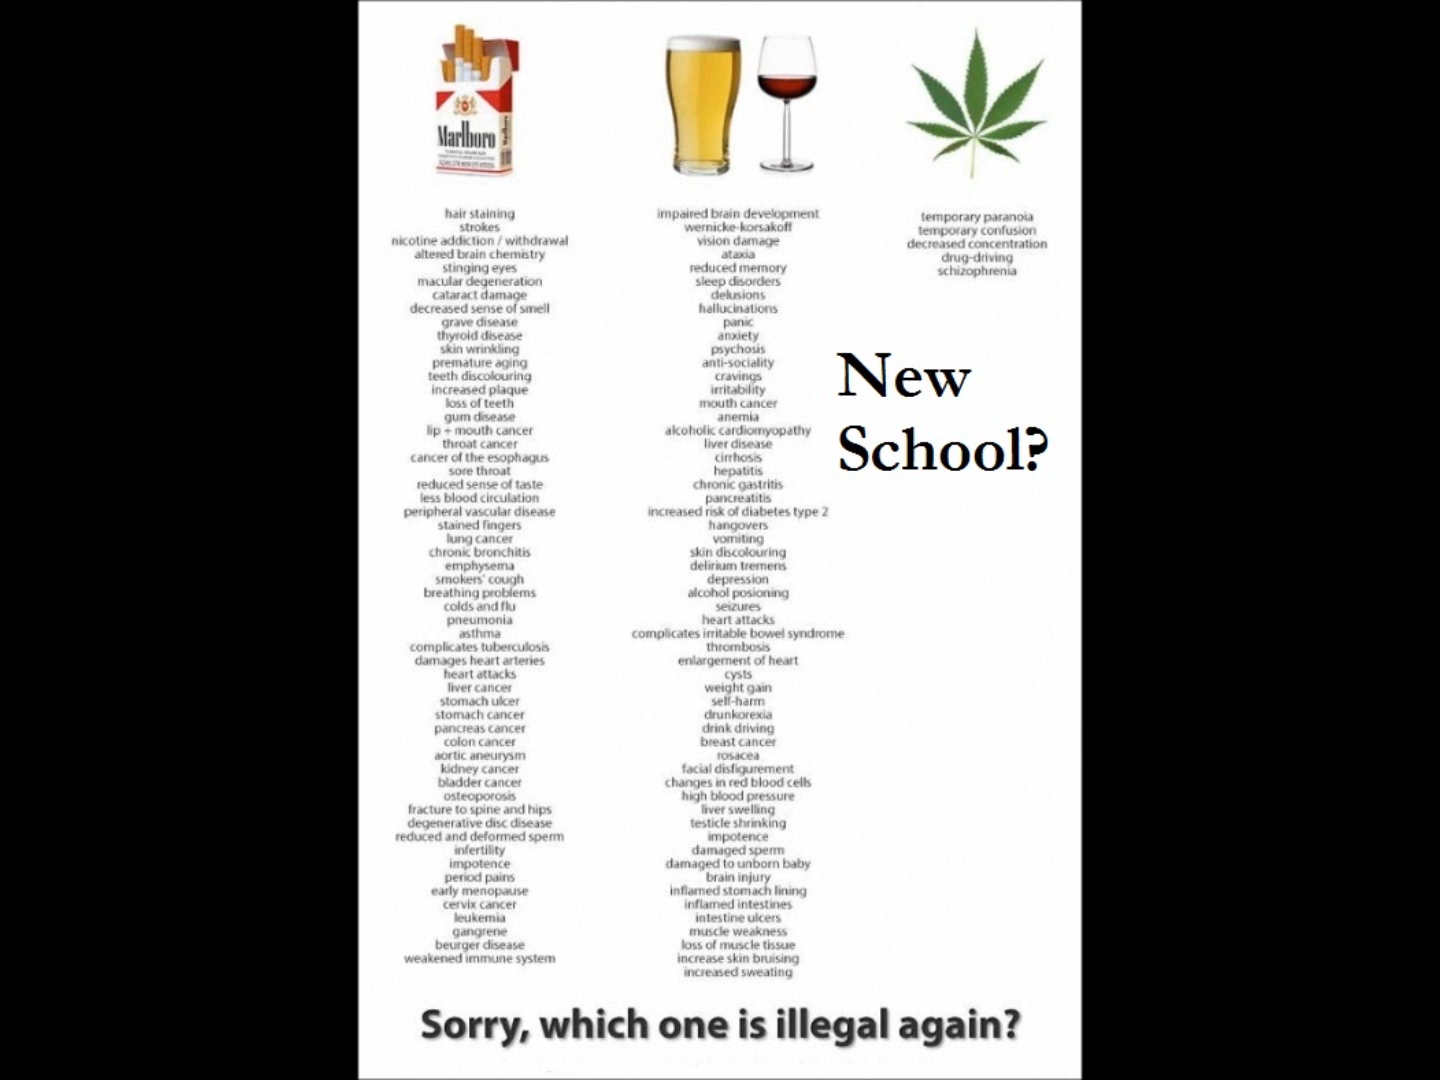 Marlboro
hair staining
strokes
nicotine addiction / withdrawal
altered brain chemistry
stinging eyes
macular degeneration
cataract damage
decreased sense of smell
grave disease
thyroid disease
skin wrinkling
premature aging
teeth discolouring
increased plaque
loss of teeth
gum disease
lip + mouth cancer
throat cancer
cancer of the esophagus
sore throat
reduced sense of taste
less blood circulation
peripheral vascular disease
stained fingers
lung cancer
chronic bronchitis
emphysema
smokers' cough
breathing problems
colds and flu
pneumonia
asthma
complicates tuberculosis
damages heart arteries
heart attacks
liver cancer
stomach ulcer
stomach cancer
pancreas cancer
colon cancer
aortic aneurysm
kidney cancer
bladder cancer
osteoporosis
fracture to spine and hips
degenerative disc disease
reduced and deformed sperm
infertility
impotence
period pains
early menopause
cervix cancer
leukemia
gangrene
beurger disease
weakened immune system
impaired brain development
wernicke-korsakoff
vision damage
ataxia
reduced memory
sleep disorders
delusions
hallucinations
panic
anxiety
psychosis
anti-sociality
cravings
irritability
mouth cancer
anemia
alcoholic cardiomyopathy
liver disease
cirrhosis
hepatitis
chronic gastritis
pancreatitis
increased risk of diabetes type 2
hangovers
vomiting
skin discolouring
delirium tremens
depression
alcohol posioning
seizures
heart attacks
complicates irritable bowel syndrome
thrombosis
enlargement of heart
cysts
weight gain
self-harm
drunkorexia
drink driving
breast cancer
rosacea
facial disfigurement
changes in red blood cells
high blood pressure
liver swelling
testicle shrinking
impotence
damaged sperm
damaged to unborn baby
brain injury
inflamed stomach lining
inflamed intestines
intestine ulcers
muscle weakness
loss of muscle tissue
increase skin bruising
increased sweating
temporary paranoia
temporary confusion
decreased concentration
drug-driving
schizophrenia
New
School?
Sorry, which one is illegal again?